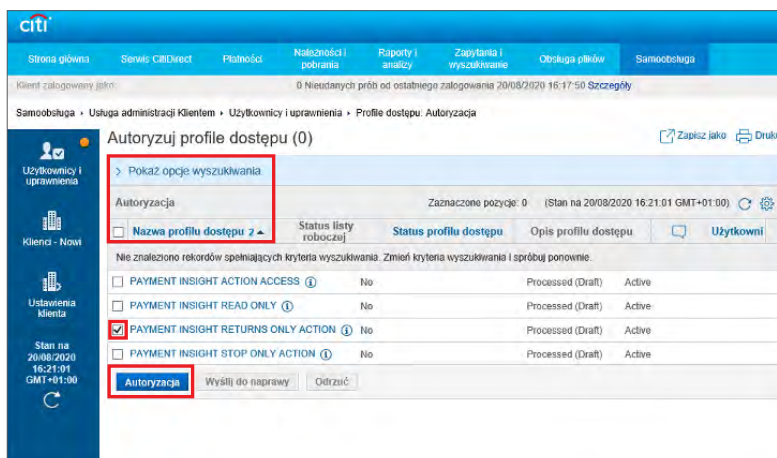 citi
Strona główna Serwis CitiDirect Płatności Należności i pobrania Raporty i analizy Zapytania i wyszukiwanie Obsługa plików Samoobsługa
Klient zalogowany jako: 0 Nieudanych prób od ostatniego zalogowania 20/08/2020 16:17:50 Szczegóły
Samoobsługa › Usługa administracji Klientem › Użytkownicy i uprawnienia › Profile dostępu: Autoryzacja
Autoryzuj profile dostępu (0) Zapisz jako Druku
Użytkownicy i uprawnienia
> Pokaż opcje wyszukiwania
Autoryzacja Zaznaczone pozycje: 0 (Stan na 20/08/2020 16:21:01 GMT+01:00)
Nazwa profilu dostępu 2 Status listy roboczej Status profilu dostępu Opis profilu dostępu Użytkowni
Klienci - Nowi
Nie znaleziono rekordów spełniających kryteria wyszukiwania. Zmień kryteria wyszukiwania i spróbuj ponownie.
PAYMENT INSIGHT ACTION ACCESS No Processed (Draft) Active
PAYMENT INSIGHT READ ONLY No Processed (Draft) Active
Ustawienia klienta
PAYMENT INSIGHT RETURNS ONLY ACTION No Processed (Draft) Active
PAYMENT INSIGHT STOP ONLY ACTION No Processed (Draft) Active
Stan na
20/08/2020
16:21:01
GMT+01:00
Autoryzacja Wyślij do naprawy Odrzuć